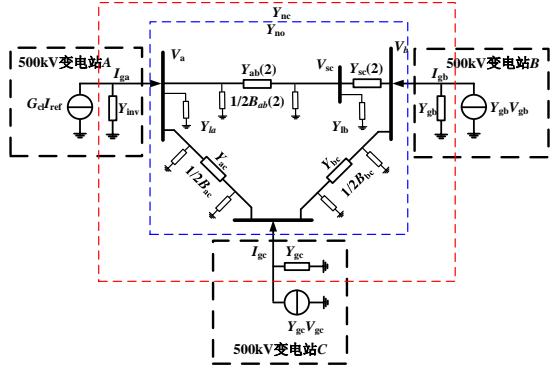 Y_nc
Y_no
500kV变电站A
I_ga
V_a
Y_ab(2)
V_sc
Y_sc(2)
V_b
I_gb
500kV变电站B
G_cl I_ref
Y_inv
1/2B_ab(2)
Y_la
Y_lb
Y_gb
Y_gb V_gb
Y_ac
Y_bc
1/2B_ac
1/2B_bc
I_gc
Y_gc
Y_gc V_gc
500kV变电站C